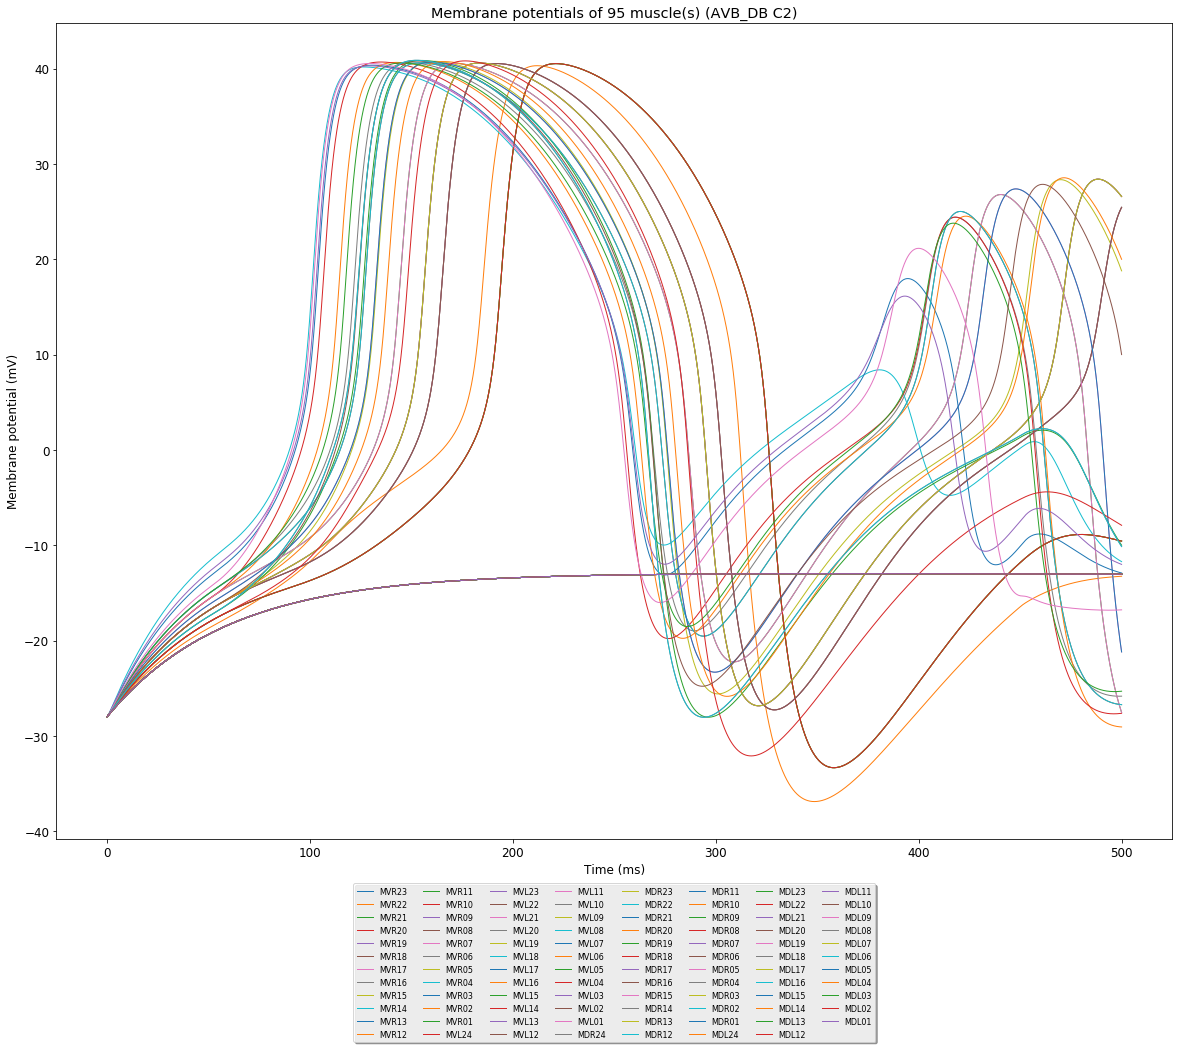 Membrane potentials of 95 muscle(s) (AVB_DB C2)
Membrane potential (mV)
40
30
20
10
0
−10
−20
−30
−40
0 100 200 300 400 500
Time (ms)
MVR23 MVR11 MVL23 MVL11 MDR23 MDR11 MDL23 MDL11
MVR22 MVR10 MVL22 MVL10 MDR22 MDR10 MDL22 MDL10
MVR21 MVR09 MVL21 MVL09 MDR21 MDR09 MDL21 MDL09
MVR20 MVR08 MVL20 MVL08 MDR20 MDR08 MDL20 MDL08
MVR19 MVR07 MVL19 MVL07 MDR19 MDR07 MDL19 MDL07
MVR18 MVR06 MVL18 MVL06 MDR18 MDR06 MDL18 MDL06
MVR17 MVR05 MVL17 MVL05 MDR17 MDR05 MDL17 MDL05
MVR16 MVR04 MVL16 MVL04 MDR16 MDR04 MDL16 MDL04
MVR15 MVR03 MVL15 MVL03 MDR15 MDR03 MDL15 MDL03
MVR14 MVR02 MVL14 MVL02 MDR13 MDR02 MDL14 MDL02
MVR13 MVR01 MVL13 MVL01 MDR13 MDR01 MDL13 MDL01
MVR12 MVL24 MVL12 MDR24 MDR12 MDL24 MDL12